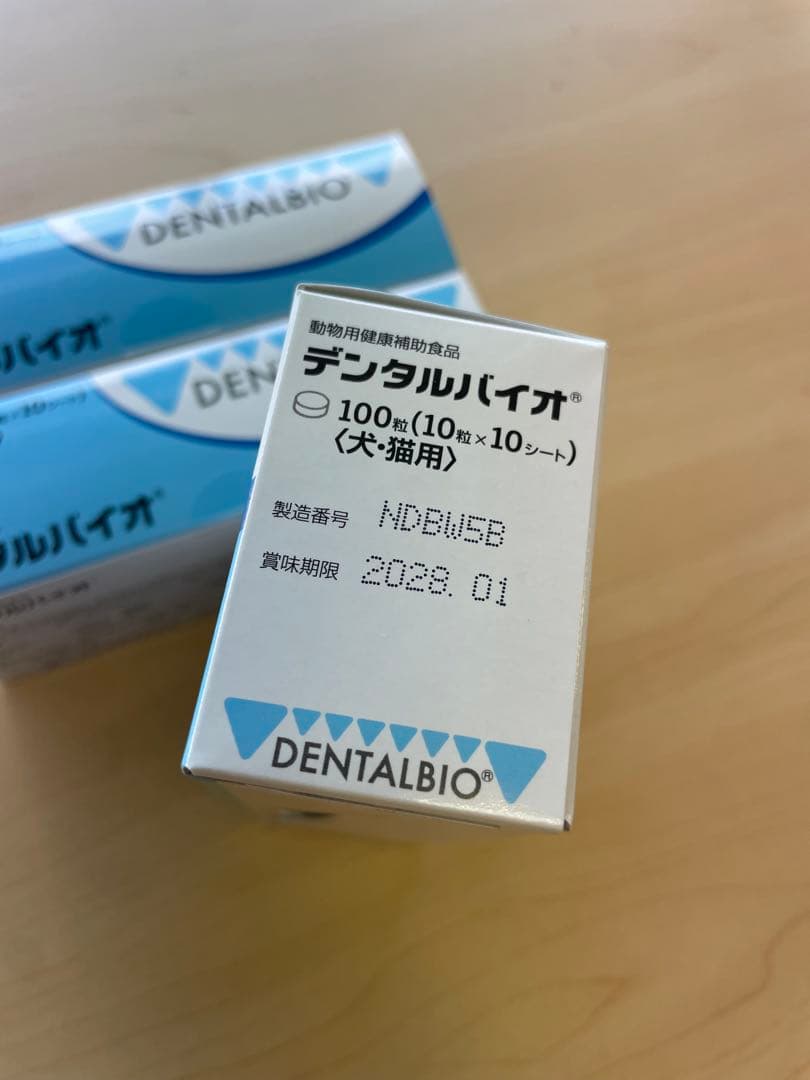 DENTALBIO
バイオ®
DENTA
タルバイオ®
動物用健康補助食品
デンタルバイオ®
100粒(10粒×10シート)
〈犬・猫用〉
製造番号 NDBW5B
賞味期限 2028.01
DENTALBIO®